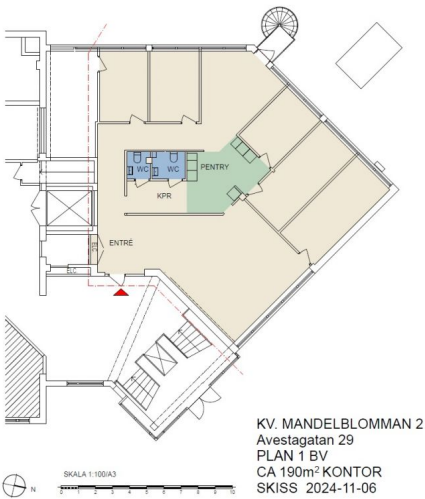 WC
WC
PENTRY
KPR
ENTRÉ
ELC
ELC
KV. MANDELBLOMMAN 2
Avestagatan 29
PLAN 1 BV
CA 190m² KONTOR
SKISS 2024-11-06
N
SKALA 1:100/A3
0 1 2 3 4 5 6 7 8 9 10